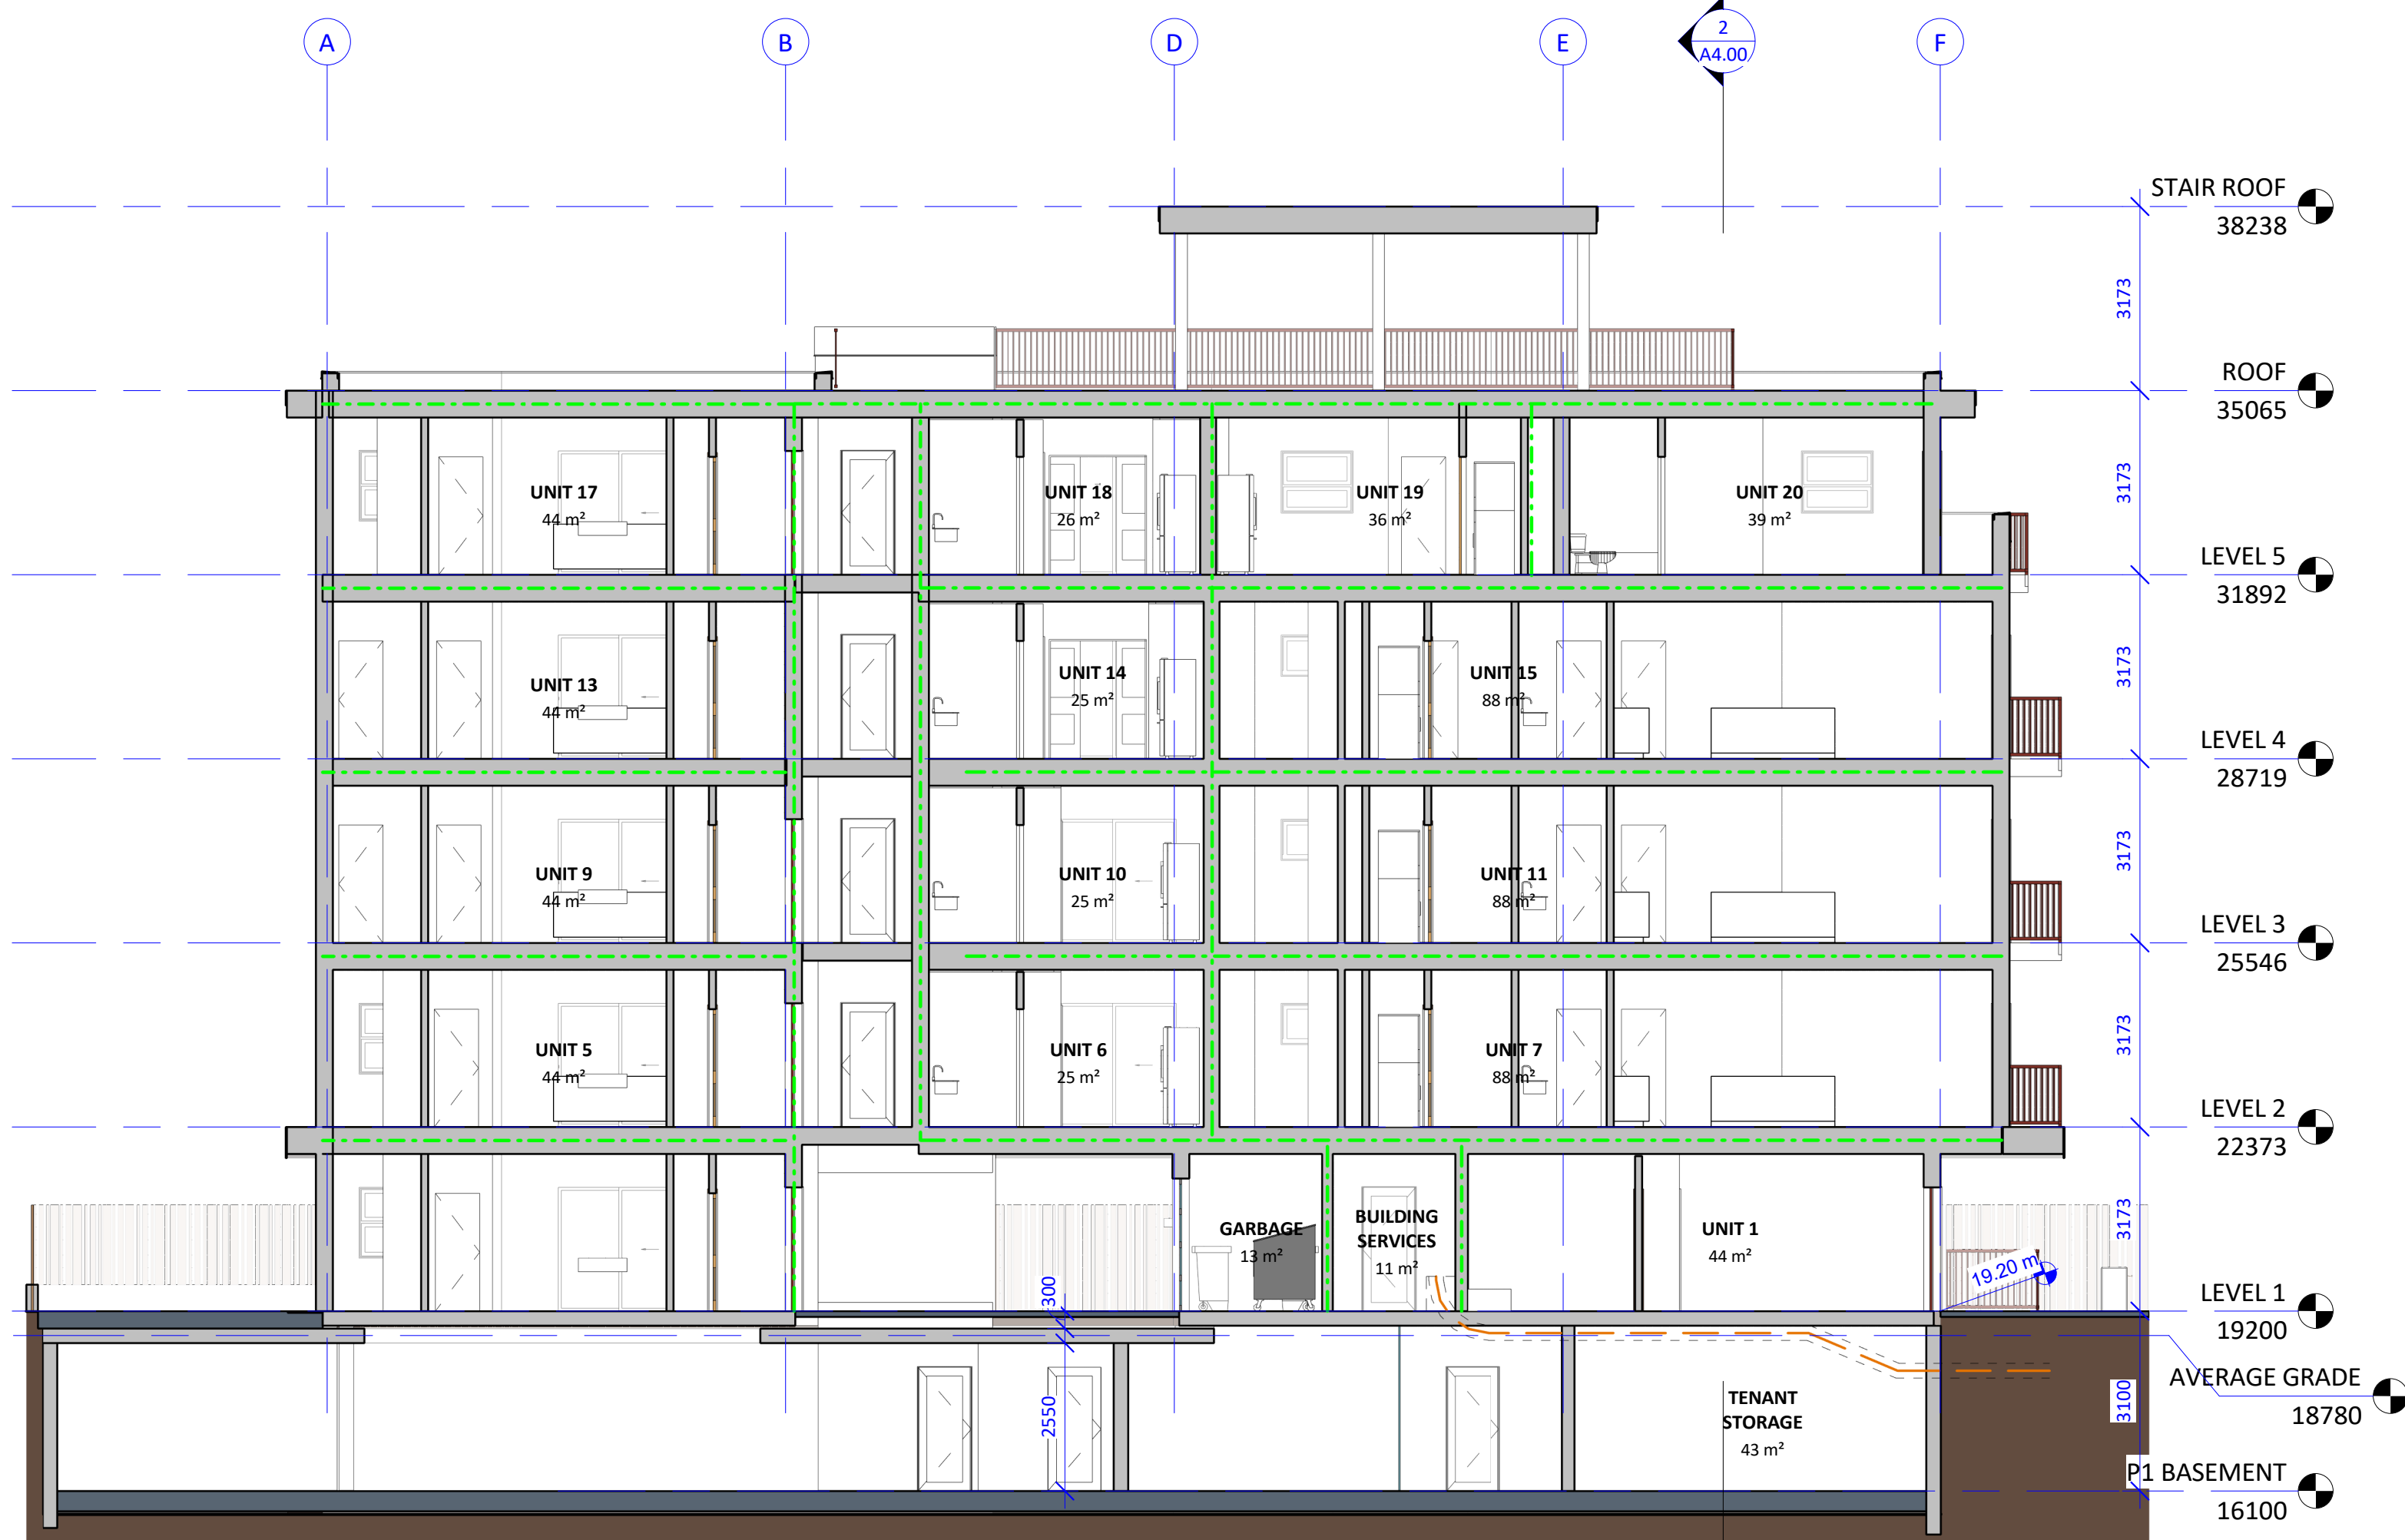 A
B
D
E
2
A4.00
F
STAIR ROOF
38238
3173
ROOF
35065
3173
UNIT 17
44 m²
UNIT 18
26 m²
UNIT 19
36 m²
UNIT 20
39 m²
LEVEL 5
31892
3173
UNIT 13
44 m²
UNIT 14
25 m²
UNIT 15
88 m²
LEVEL 4
28719
3173
UNIT 9
44 m²
UNIT 10
25 m²
UNIT 11
88 m²
LEVEL 3
25546
3173
UNIT 5
44 m²
UNIT 6
25 m²
UNIT 7
88 m²
LEVEL 2
22373
3173
GARBAGE
13 m²
BUILDING
SERVICES
11 m²
UNIT 1
44 m²
19.20 m
300
LEVEL 1
19200
AVERAGE GRADE
18780
2550
TENANT
STORAGE
43 m²
3100
P1 BASEMENT
16100